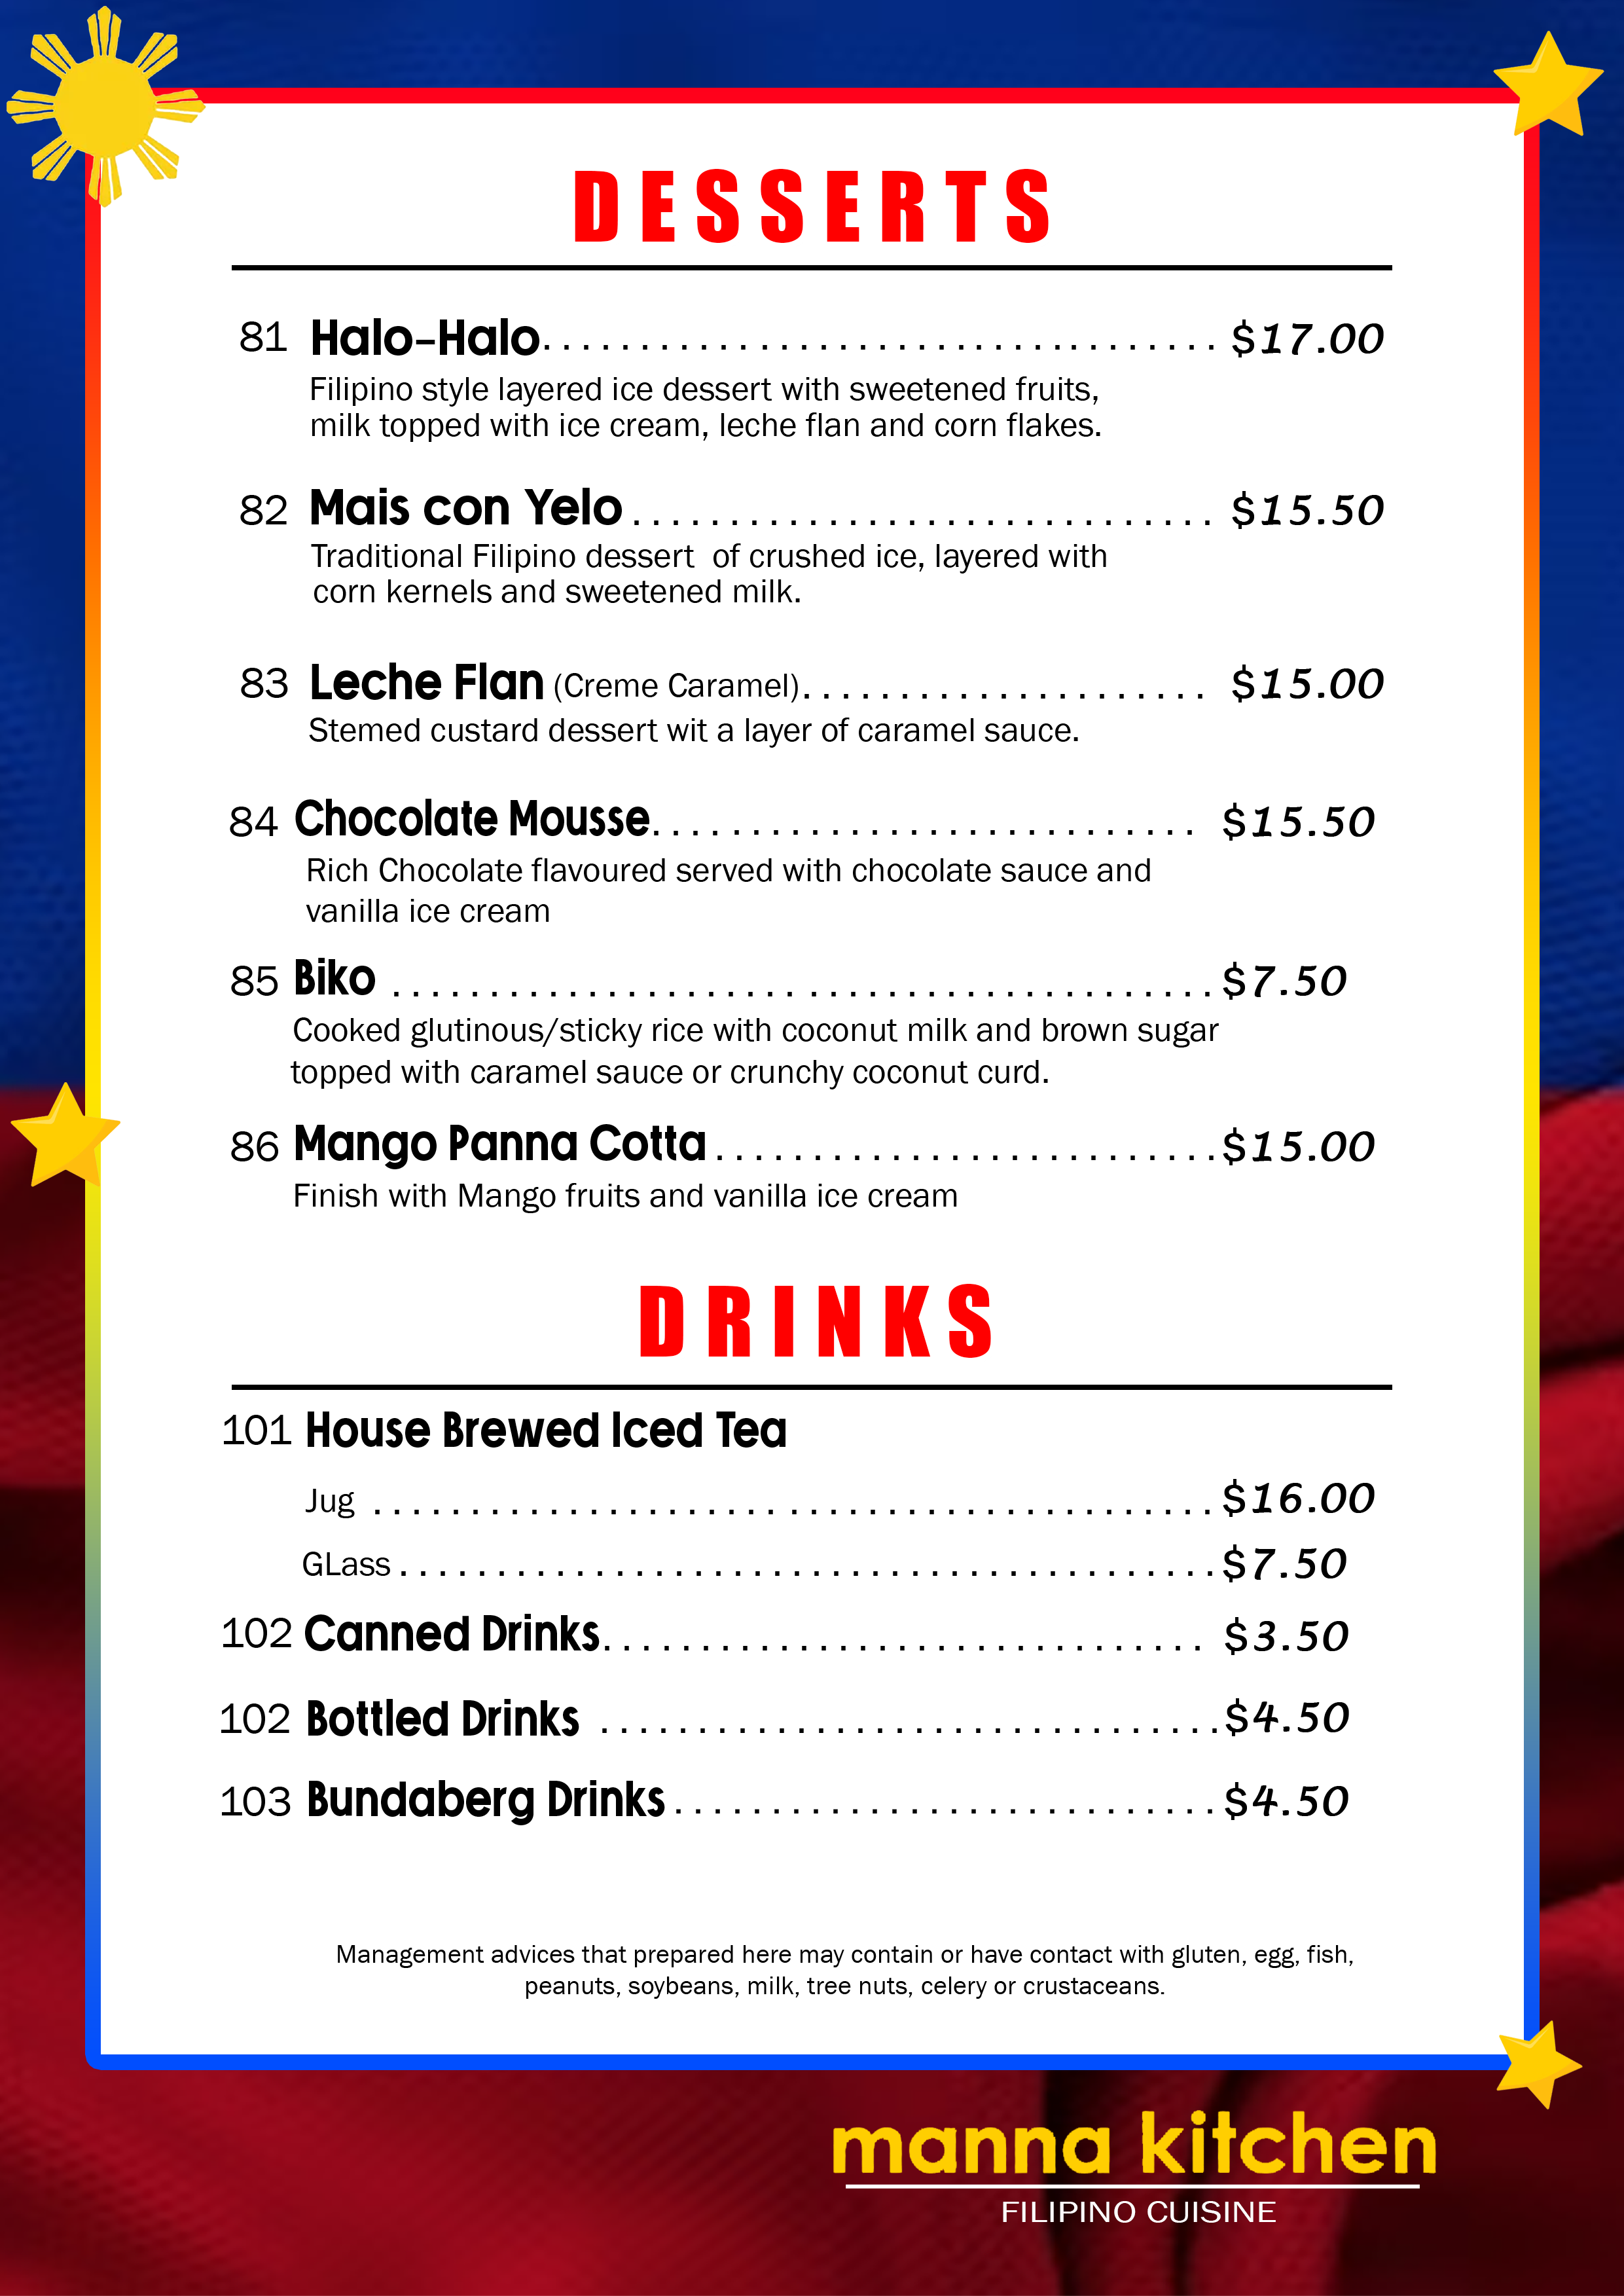 DESSERTS
81 Halo-Halo. . . . . . . . . . . . . . . . . . . . . . . . . . . . . . . . . . . $17.00
Filipino style layered ice dessert with sweetened fruits,
milk topped with ice cream, leche flan and corn flakes.
82 Mais con Yelo . . . . . . . . . . . . . . . . . . . . . . . . . . . . . . $15.50
Traditional Filipino dessert  of crushed ice, layered with
corn kernels and sweetened milk.
83 Leche Flan (Creme Caramel). . . . . . . . . . . . . . . . . . . . . $15.00
Stemed custard dessert wit a layer of caramel sauce.
84 Chocolate Mousse. . . . . . . . . . . . . . . . . . . . . . . . . . . . $15.50
Rich Chocolate flavoured served with chocolate sauce and
vanilla ice cream
85 Biko . . . . . . . . . . . . . . . . . . . . . . . . . . . . . . . . . . . . . . . . . . $7.50
Cooked glutinous/sticky rice with coconut milk and brown sugar
topped with caramel sauce or crunchy coconut curd.
86 Mango Panna Cotta . . . . . . . . . . . . . . . . . . . . . . . . . . $15.00
Finish with Mango fruits and vanilla ice cream
DRINKS
101 House Brewed Iced Tea
Jug . . . . . . . . . . . . . . . . . . . . . . . . . . . . . . . . . . . . . . . . . . . $16.00
GLass . . . . . . . . . . . . . . . . . . . . . . . . . . . . . . . . . . . . . . . . . . $7.50
102 Canned Drinks. . . . . . . . . . . . . . . . . . . . . . . . . . . . . . . $3.50
102 Bottled Drinks . . . . . . . . . . . . . . . . . . . . . . . . . . . . . . . . $4.50
103 Bundaberg Drinks . . . . . . . . . . . . . . . . . . . . . . . . . . . . $4.50
Management advices that prepared here may contain or have contact with gluten, egg, fish,
peanuts, soybeans, milk, tree nuts, celery or crustaceans.
manna kitchen
FILIPINO CUISINE